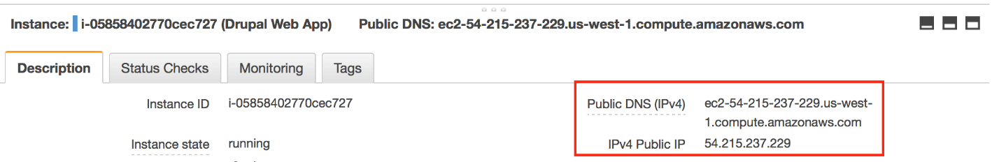 Instance: i-05858402770cec727 (Drupal Web App) Public DNS: ec2-54-215-237-229.us-west-1.compute.amazonaws.com
Description Status Checks Monitoring Tags
Instance ID i-05858402770cec727 Public DNS (IPv4) ec2-54-215-237-229.us-west-
1.compute.amazonaws.com
Instance state running IPv4 Public IP 54.215.237.229